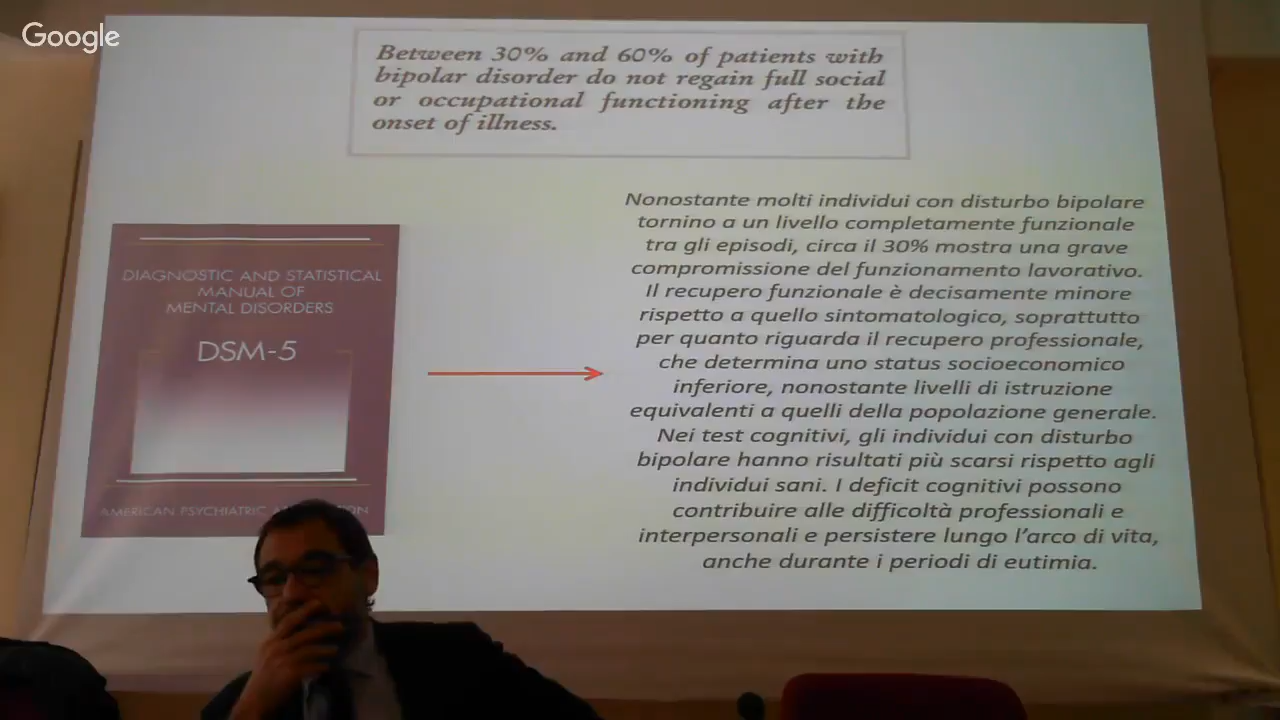 Google
Between 30% and 60% of patients with
bipolar disorder do not regain full social
or occupational functioning after the
onset of illness.
DIAGNOSTIC AND STATISTICAL
MANUAL OF
MENTAL DISORDERS
DSM-5
AMERICAN PSYCHIATRIC
Nonostante molti individui con disturbo bipolare
tornino a un livello completamente funzionale
tra gli episodi, circa il 30% mostra una grave
compromissione del funzionamento lavorativo.
Il recupero funzionale è decisamente minore
rispetto a quello sintomatologico, soprattutto
per quanto riguarda il recupero professionale,
che determina uno status socioeconomico
inferiore, nonostante livelli di istruzione
equivalenti a quelli della popolazione generale.
Nei test cognitivi, gli individui con disturbo
bipolare hanno risultati più scarsi rispetto agli
individui sani. I deficit cognitivi possono
contribuire alle difficoltà professionali e
interpersonali e persistere lungo l'arco di vita,
anche durante i periodi di eutimia.